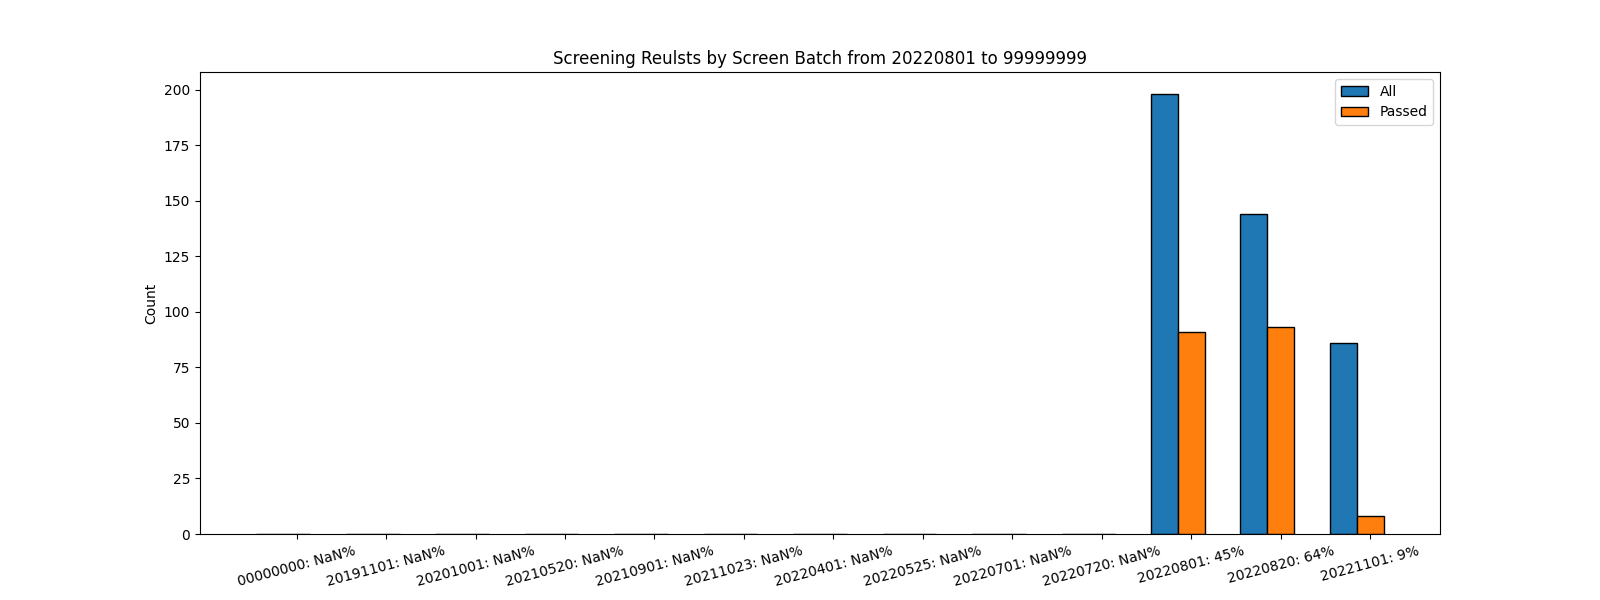 Screening Reulsts by Screen Batch from 20220801 to 99999999
All
Passed
Count
200
175
150
125
100
75
50
25
0
00000000: NaN%
20191101: NaN%
20201001: NaN%
20210520: NaN%
20210901: NaN%
20211023: NaN%
20220401: NaN%
20220525: NaN%
20220701: NaN%
20220720: NaN%
20220801: 45%
20220820: 64%
20221101: 9%